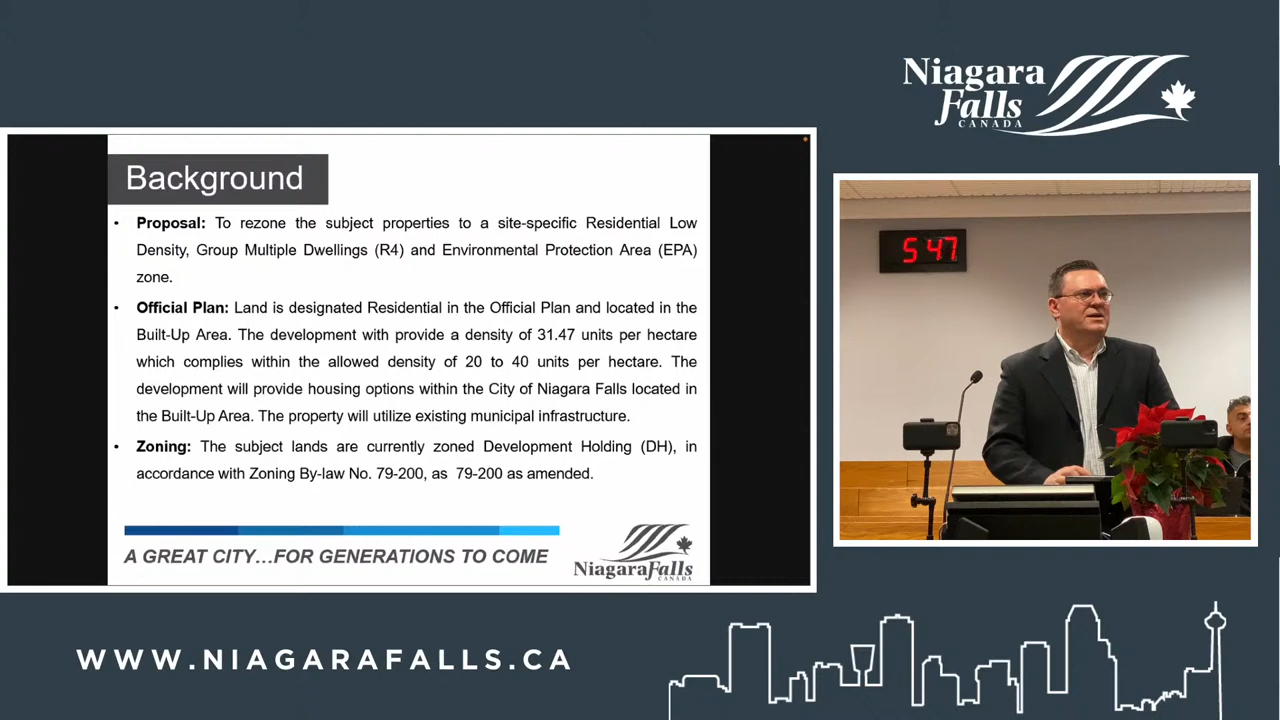 Niagara
Falls
CANADA
Background
• Proposal: To rezone the subject properties to a site-specific Residential Low
Density, Group Multiple Dwellings (R4) and Environmental Protection Area (EPA)
zone.
• Official Plan: Land is designated Residential in the Official Plan and located in the
Built-Up Area. The development with provide a density of 31.47 units per hectare
which complies within the allowed density of 20 to 40 units per hectare. The
development will provide housing options within the City of Niagara Falls located in
the Built-Up Area. The property will utilize existing municipal infrastructure.
• Zoning: The subject lands are currently zoned Development Holding (DH), in
accordance with Zoning By-law No. 79-200, as 79-200 as amended.
A GREAT CITY...FOR GENERATIONS TO COME
NiagaraFalls
CANADA
5 47
WWW.NIAGARAFALLS.CA